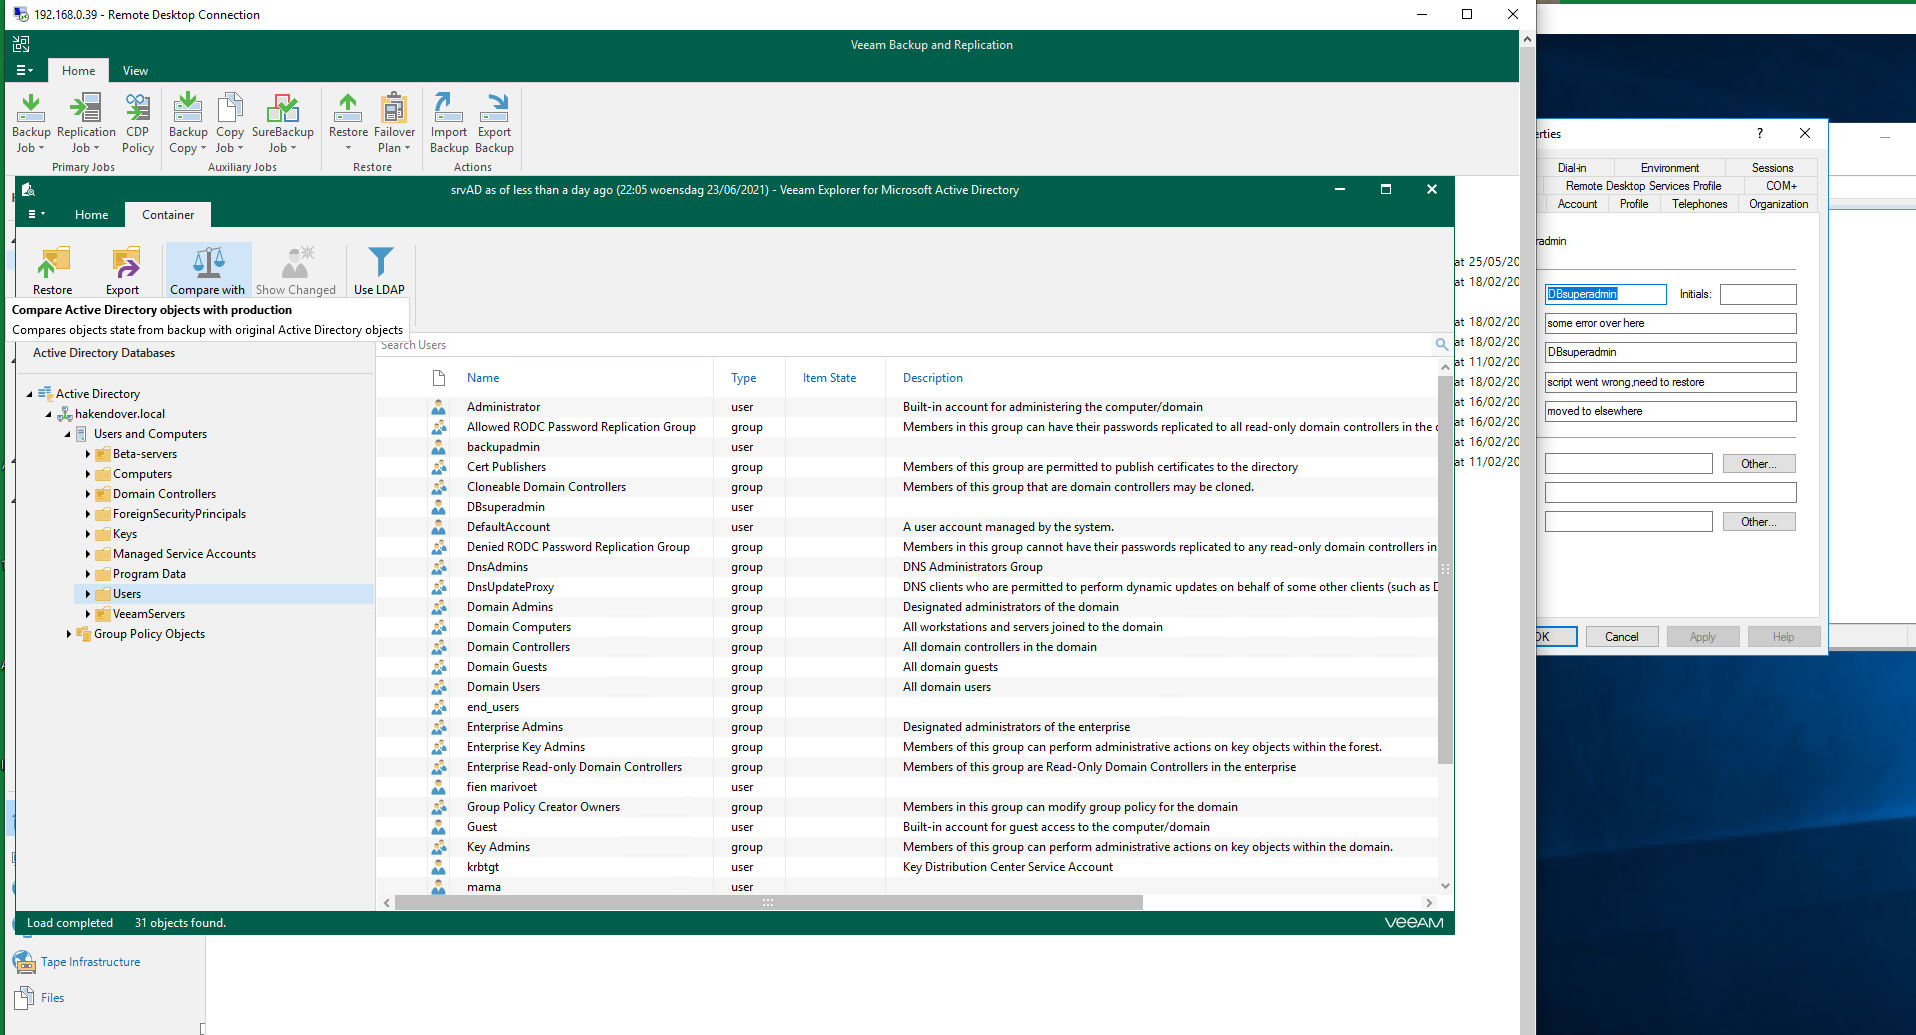 192.168.0.39 - Remote Desktop Connection
Veeam Backup and Replication
Home View
Backup Job
Replication Job
CDP Policy
Primary Jobs
Backup Copy
Copy Job
SureBackup Job
Auxiliary Jobs
Restore
Failover Plan
Restore
Import Backup
Export Backup
Actions
srvAD as of less than a day ago (22:05 woensdag 23/06/2021) - Veeam Explorer for Microsoft Active Directory
Home Container
Restore
Export
Compare with
Show Changed
Use LDAP
Compare Active Directory objects with production
Compares objects state from backup with original Active Directory objects
Active Directory Databases
Active Directory
hakendover.local
Users and Computers
Beta-servers
Computers
Domain Controllers
ForeignSecurityPrincipals
Keys
Managed Service Accounts
Program Data
Users
VeeamServers
Group Policy Objects
Search Users
Name Type Item State Description
Administrator user Built-in account for administering the computer/domain
Allowed RODC Password Replication Group group Members in this group can have their passwords replicated to all read-only domain controllers in the
backupadmin user
Cert Publishers group Members of this group are permitted to publish certificates to the directory
Cloneable Domain Controllers group Members of this group that are domain controllers may be cloned.
DBsuperadmin user
DefaultAccount user A user account managed by the system.
Denied RODC Password Replication Group group Members in this group cannot have their passwords replicated to any read-only domain controllers in
DnsAdmins group DNS Administrators Group
DnsUpdateProxy group DNS clients who are permitted to perform dynamic updates on behalf of some other clients (such as D
Domain Admins group Designated administrators of the domain
Domain Computers group All workstations and servers joined to the domain
Domain Controllers group All domain controllers in the domain
Domain Guests group All domain guests
Domain Users group All domain users
end_users group
Enterprise Admins group Designated administrators of the enterprise
Enterprise Key Admins group Members of this group can perform administrative actions on key objects within the forest.
Enterprise Read-only Domain Controllers group Members of this group are Read-Only Domain Controllers in the enterprise
fien marivoet user
Group Policy Creator Owners group Members in this group can modify group policy for the domain
Guest user Built-in account for guest access to the computer/domain
Key Admins group Members of this group can perform administrative actions on key objects within the domain.
krbtgt user Key Distribution Center Service Account
mama user
Load completed 31 objects found.
veeAM
Tape Infrastructure
Files
at 25/05/20
at 18/02/20
at 18/02/20
at 18/02/20
at 11/02/20
at 18/02/20
at 16/02/20
at 16/02/20
at 16/02/20
at 11/02/20
erties ?
Dial-in Environment Sessions
Remote Desktop Services Profile COM+
Account Profile Telephones Organization
admin
DBsuperadmin Initials:
some error over here
DBsuperadmin
script went wrong,need to restore
moved to elsewhere
Other...
Other...
OK Cancel Apply Help